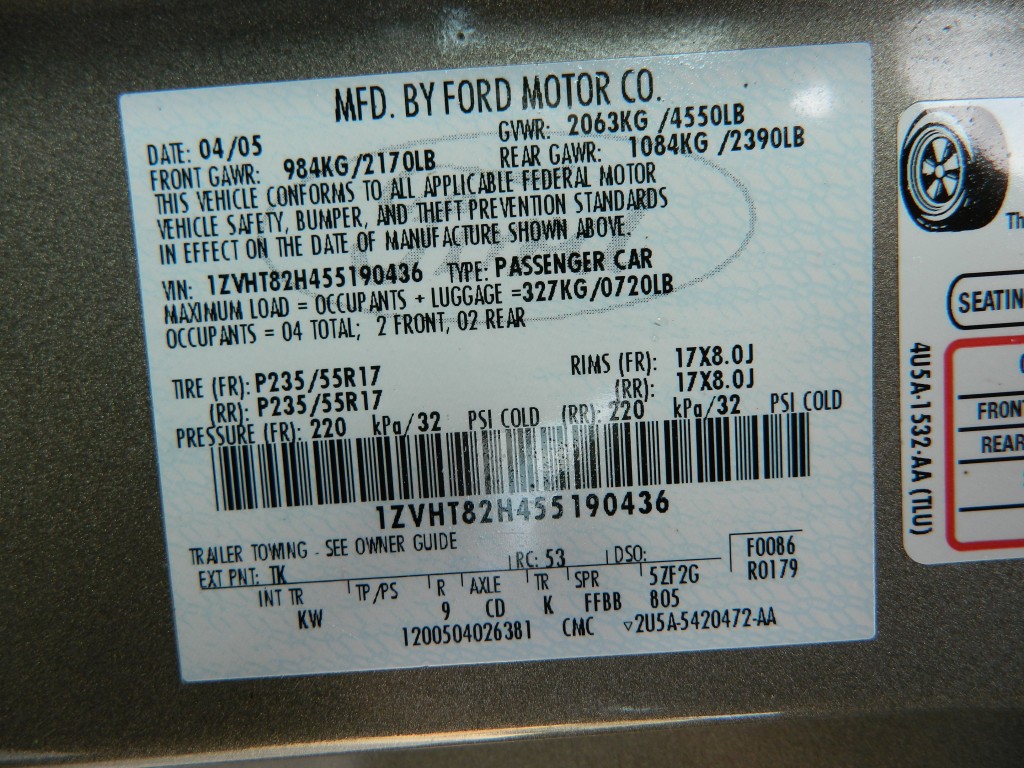 MFD. BY FORD MOTOR CO.
DATE: 04/05 GVWR: 2063KG /4550LB
FRONT GAWR: 984KG/2170LB REAR GAWR: 1084KG /2390LB
THIS VEHICLE CONFORMS TO ALL APPLICABLE FEDERAL MOTOR
VEHICLE SAFETY, BUMPER, AND THEFT PREVENTION STANDARDS
IN EFFECT ON THE DATE OF MANUFACTURE SHOWN ABOVE.
VIN: 1ZVHT82H455190436 TYPE: PASSENGER CAR
MAXIMUM LOAD = OCCUPANTS + LUGGAGE =327KG/0720LB
OCCUPANTS = 04 TOTAL; 2 FRONT, 02 REAR
TIRE (FR): P235/55R17 RIMS (FR): 17X8.0J
(RR): P235/55R17 (RR): 17X8.0J
PRESSURE (FR): 220 kPa/32 PSI COLD (RR): 220 kPa/32 PSI COLD
1ZVHT82H455190436
TRAILER TOWING - SEE OWNER GUIDE
EXT PNT: TK RC: 53 DSO: F0086
R0179
INT TR TP/PS R AXLE TR SPR 5ZF2G
KW 9 CD K FFBB 805
1200504026381 CMC ▽2U5A-5420472-AA
Th
SEATIN
FRONT
REAR
4U5A-1532-AA (TLU)